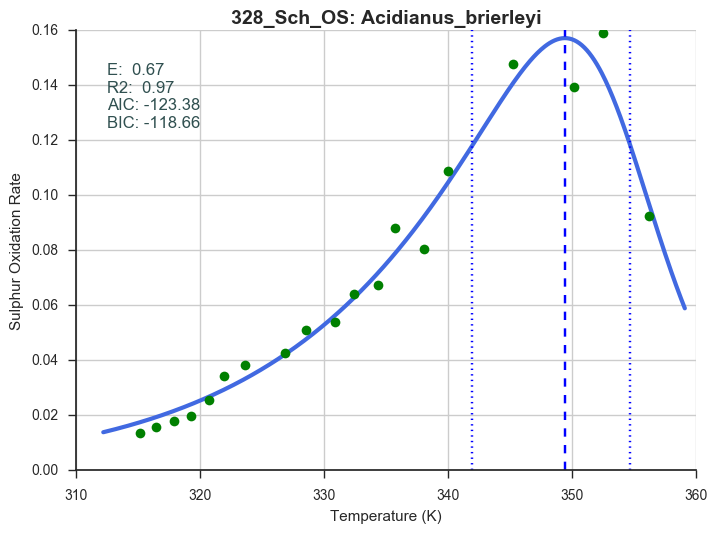 328_Sch_OS: Acidianus_brierleyi
E:  0.67
R2:  0.97
AIC: -123.38
BIC: -118.66
Sulphur Oxidation Rate
0.16
0.14
0.12
0.10
0.08
0.06
0.04
0.02
0.00
310 320 330 340 350 360
Temperature (K)